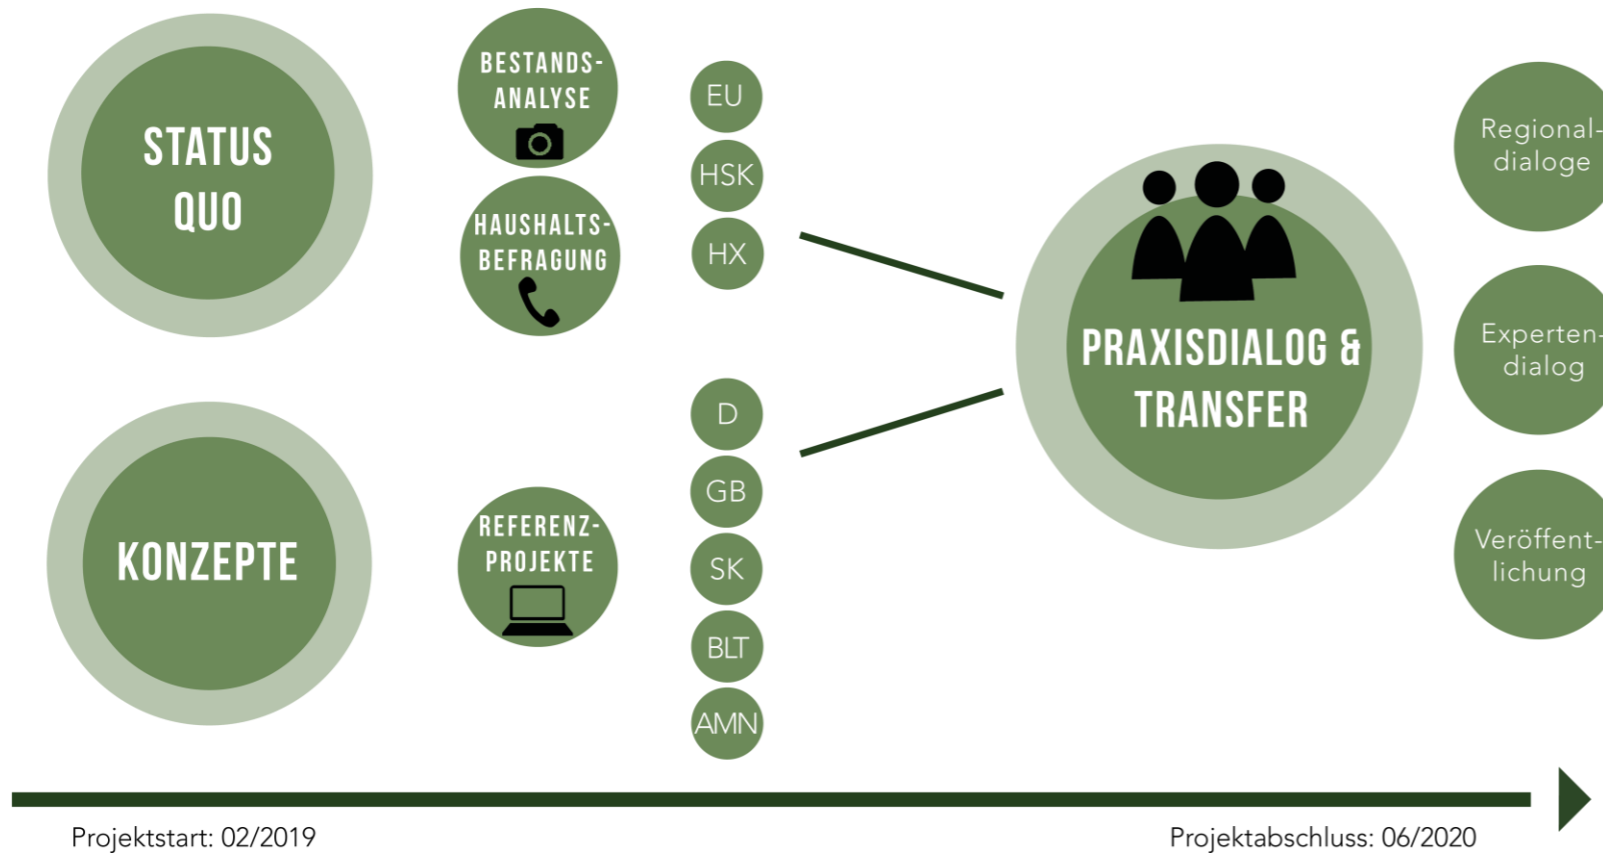 STATUS
QUO
BESTANDS-
ANALYSE
HAUSHALTS-
BEFRAGUNG
EU
HSK
HX
KONZEPTE
REFERENZ-
PROJEKTE
D
GB
SK
BLT
AMN
PRAXISDIALOG &
TRANSFER
Regional-
dialoge
Experten-
dialog
Veröffent-
lichung
Projektstart: 02/2019
Projektabschluss: 06/2020